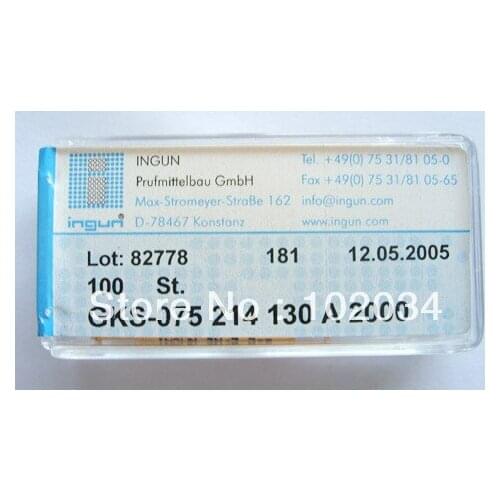 INGUN
Prufmittelbau GmbH
Max-Stromeyer-Straße 162
D-78467 Konstanz
Tel. +49(0) 75 31/81 05-0
Fax +49(0) 75 31/81 05-65
info@ingun.com
www.ingun.com
ingun
Lot: 82778 181 12.05.2005
100 St.
Store No: 102084
GKS-075 214 130 A 2000